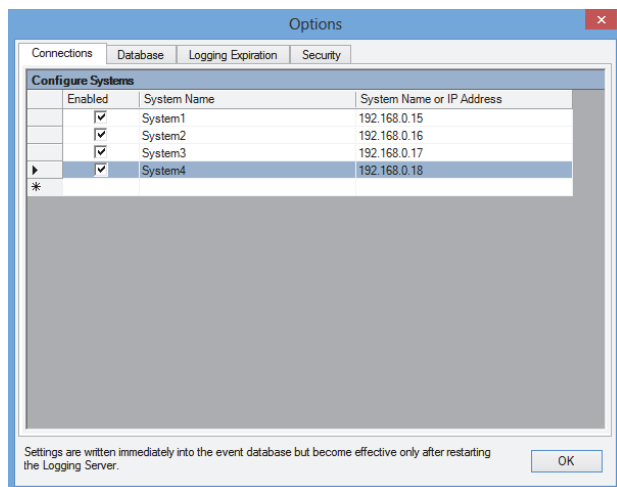 Options
Connections Database Logging Expiration Security
Configure Systems
Enabled System Name System Name or IP Address
System1 192.168.0.15
System2 192.168.0.16
System3 192.168.0.17
System4 192.168.0.18
Settings are written immediately into the event database but become effective only after restarting
the Logging Server.
OK